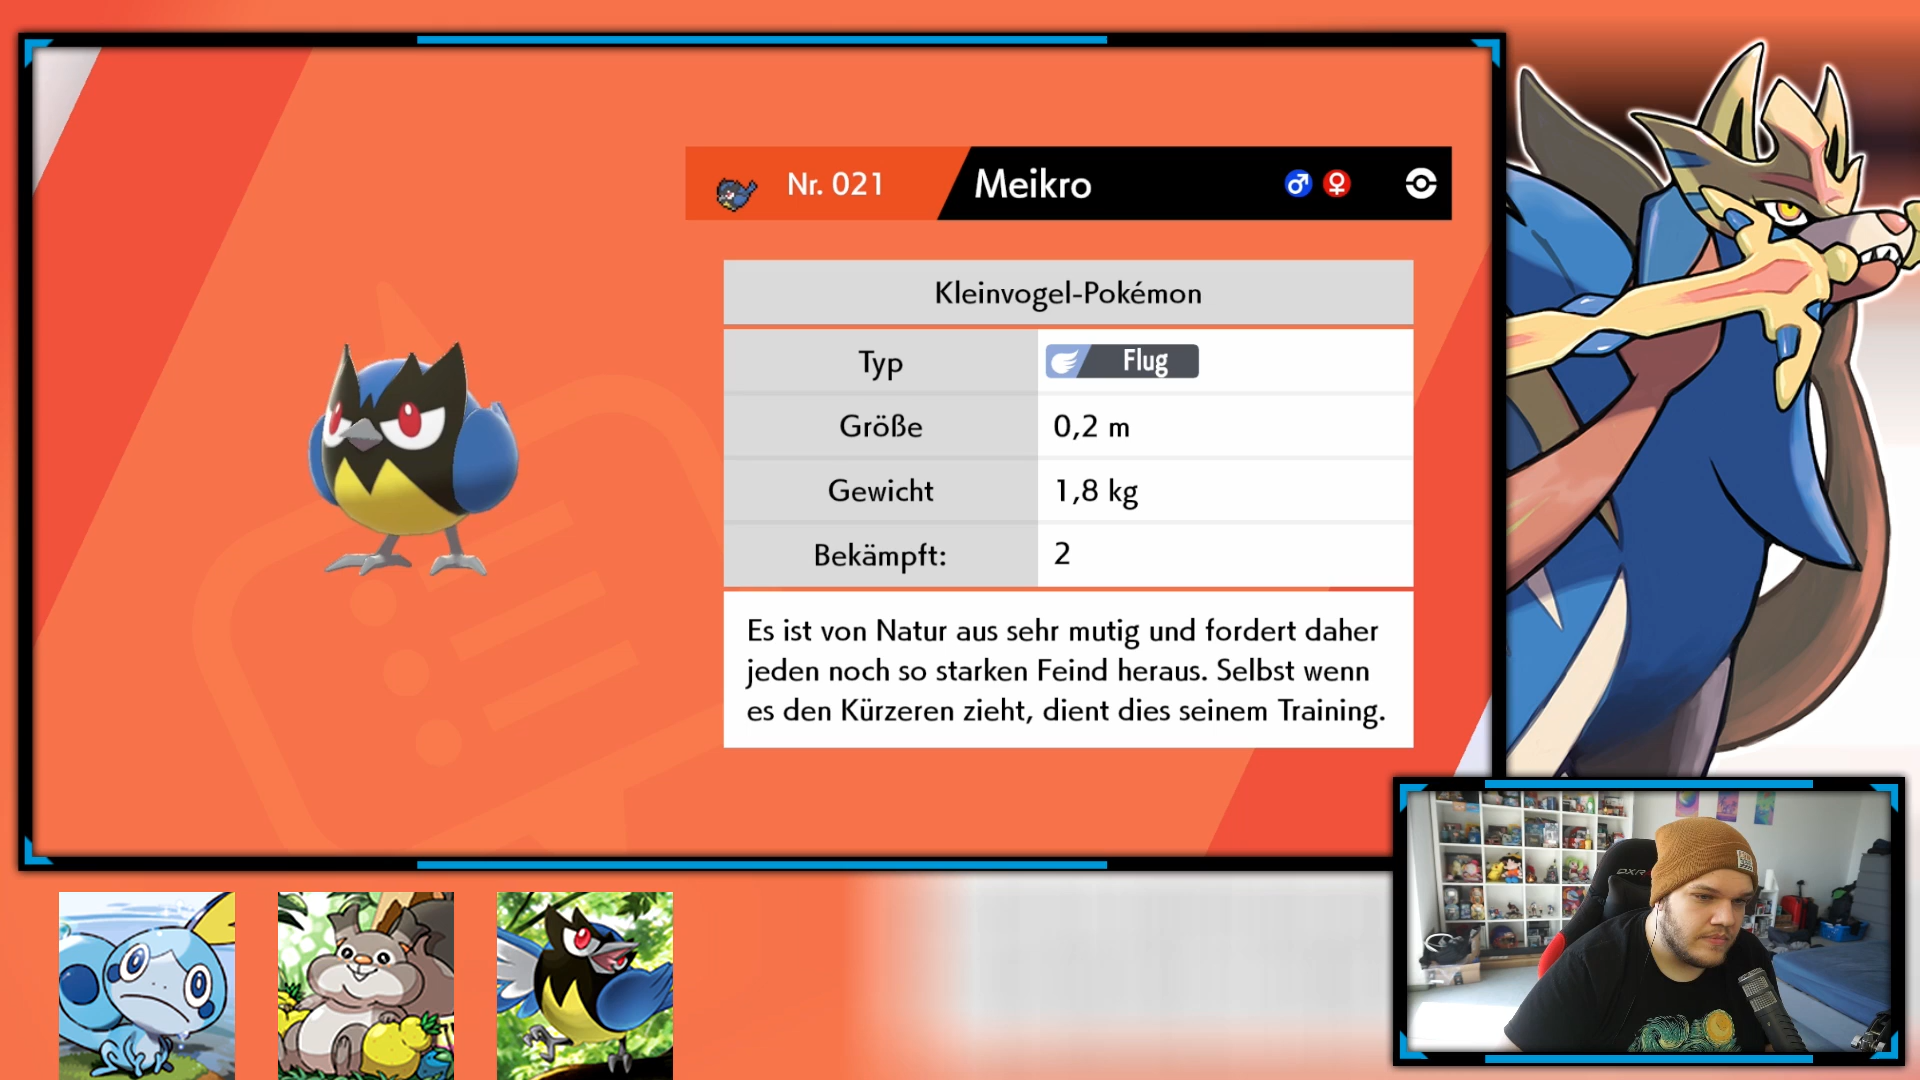 Nr. 021
Meikro
Kleinvogel-Pokémon
Typ
Flug
Größe
0,2 m
Gewicht
1,8 kg
Bekämpft:
2
Es ist von Natur aus sehr mutig und fordert daher
jeden noch so starken Feind heraus. Selbst wenn
es den Kürzeren zieht, dient dies seinem Training.
DXR